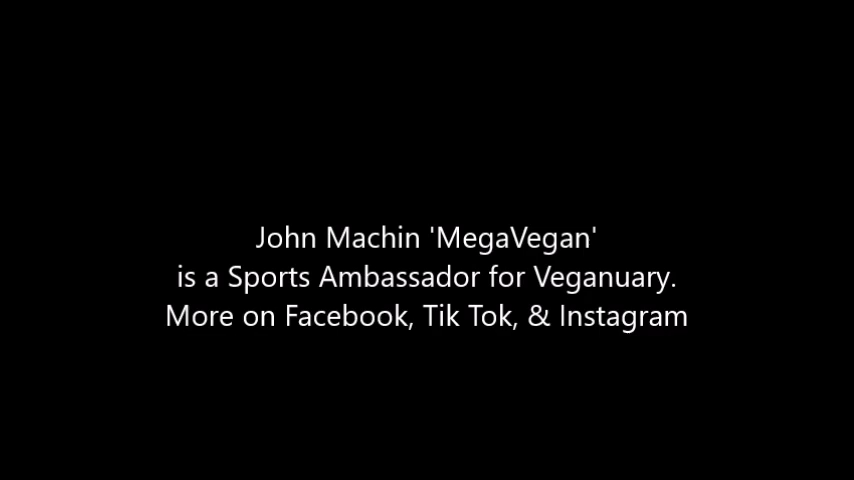 John Machin 'MegaVegan'
is a Sports Ambassador for Veganuary.
More on Facebook, Tik Tok, & Instagram